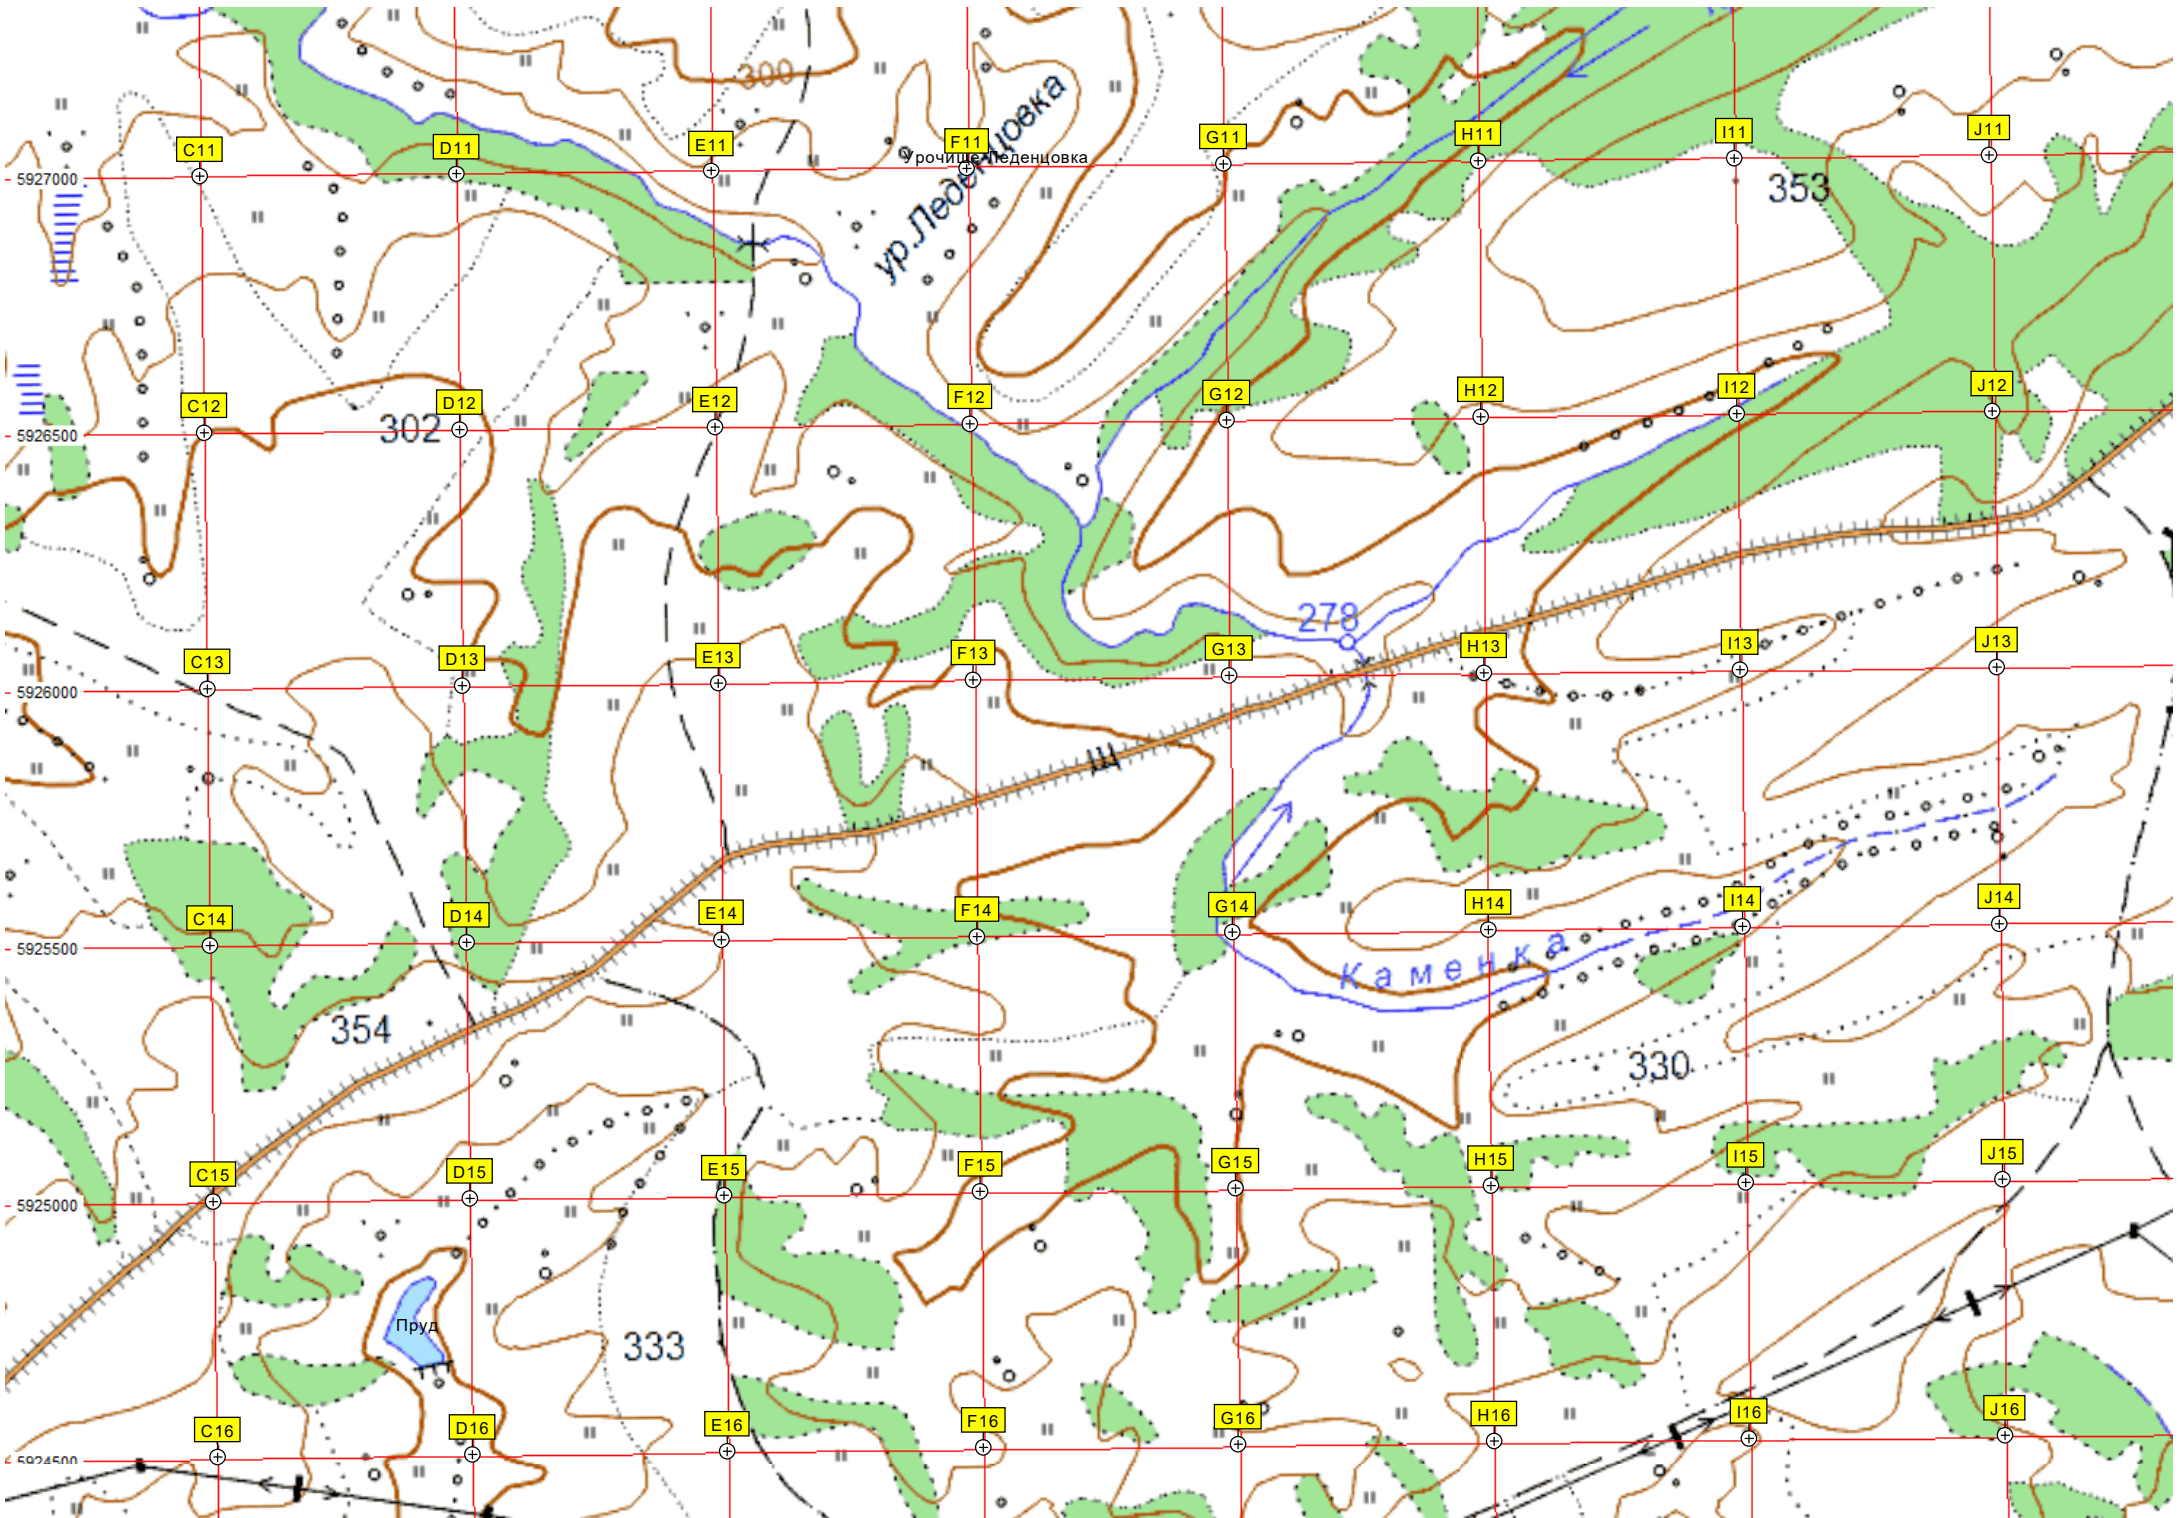 300
C11 D11 E11 F11 G11 H11 I11 J11
Урочище Леденцовка
ур.Леденцовка
5927000
353
C12 D12 E12 F12 G12 H12 I12 J12
302
5926500
278
C13 D13 E13 F13 G13 H13 I13 J13
5926000
Щ
C14 D14 E14 F14 G14 H14 I14 J14
5925500
Каменка
354
330
C15 D15 E15 F15 G15 H15 I15 J15
5925000
Пруд
333
C16 D16 E16 F16 G16 H16 I16 J16
5924500